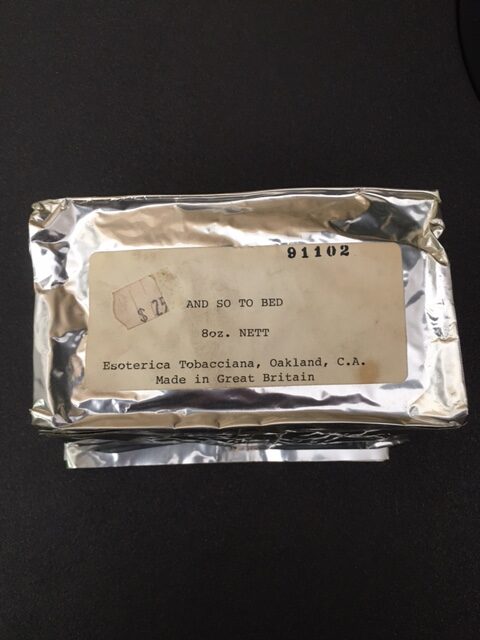 91102
$ 25
AND SO TO BED
8oz. NETT
Esoterica Tobacciana, Oakland, C.A.
Made in Great Britain